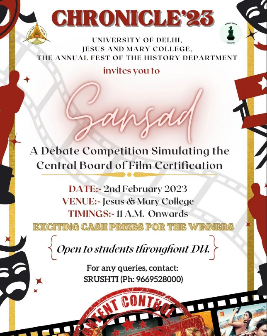 CHRONICLE'23
UNIVERSITY OF DELHI,
JESUS AND MARY COLLEGE,
THE ANNUAL FEST OF THE HISTORY DEPARTMENT
invites you to
Sansad
A Debate Competition Simulating the
Central Board of Film Certification
DATE:- 2nd February 2023
VENUE:- Jesus & Mary College
TIMINGS:- 11 A.M. Onwards
EXCITING CASH PRIZES FOR THE WINNERS
{ Open to students throughout DU. }
For any queries, contact:
SRUSHTI (Ph: 9669528000)
ENT CONTR